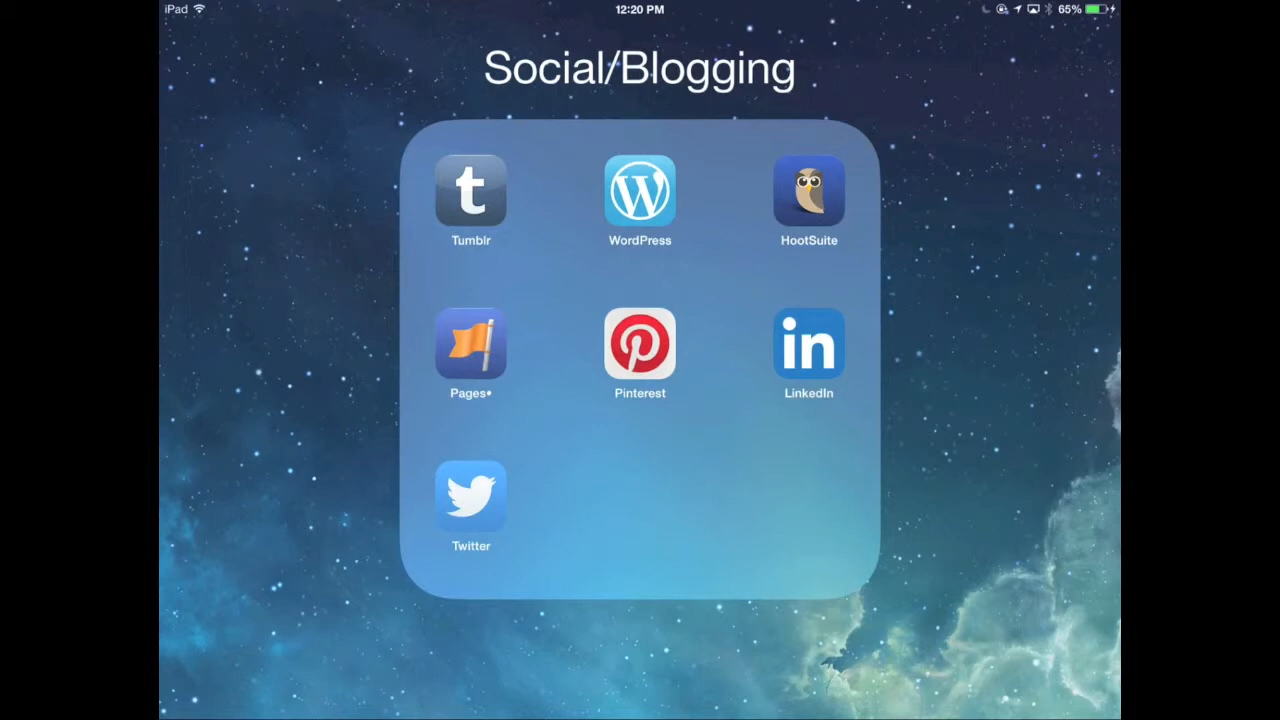 iPad 12:20 PM 65%
Social/Blogging
Tumblr WordPress HootSuite
Pages• Pinterest LinkedIn
Twitter